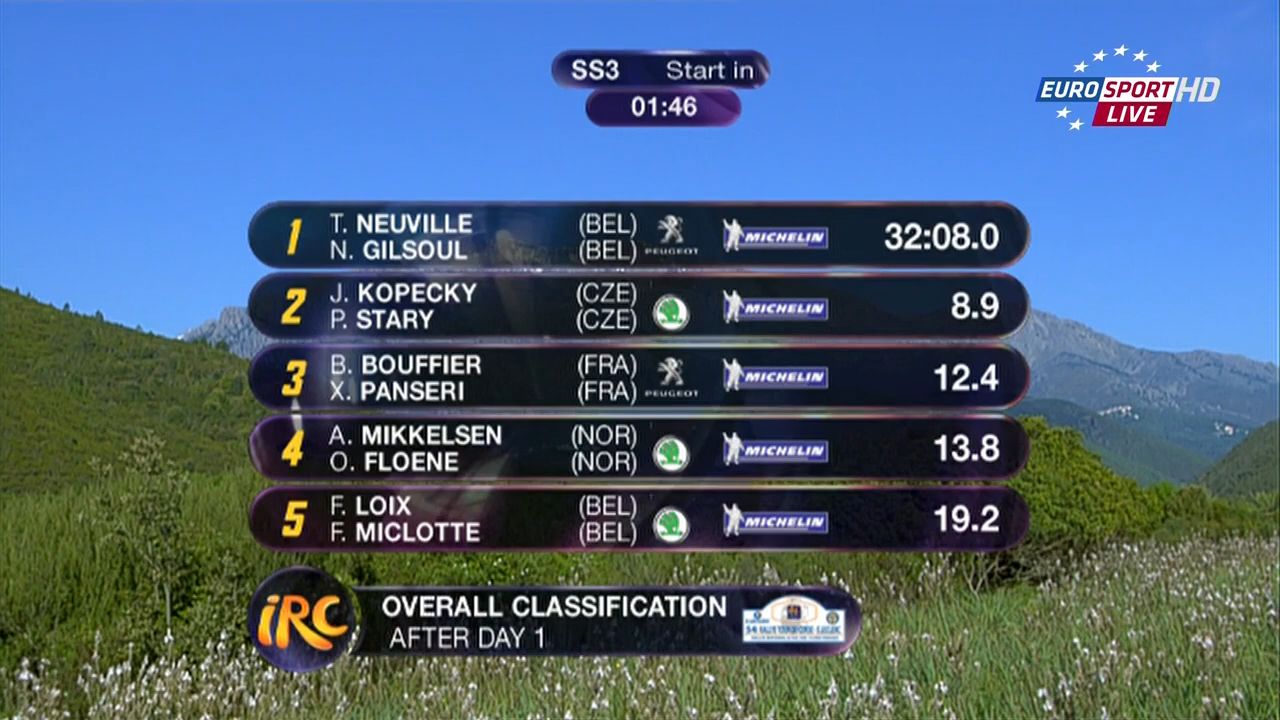 SS3 Start in
01:46
EUROSPORT HD
LIVE
1 T. NEUVILLE (BEL) PEUGEOT MICHELIN 32:08.0
N. GILSOUL (BEL)
2 J. KOPECKY (CZE) MICHELIN 8.9
P. STARY (CZE)
3 B. BOUFFIER (FRA) PEUGEOT MICHELIN 12.4
X. PANSERI (FRA)
4 A. MIKKELSEN (NOR) MICHELIN 13.8
O. FLOENE (NOR)
5 F. LOIX (BEL) MICHELIN 19.2
F. MICLOTTE (BEL)
iRC
OVERALL CLASSIFICATION
AFTER DAY 1